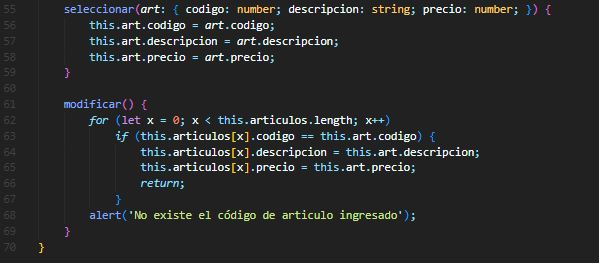 55 seleccionar(art: { codigo: number; descripcion: string; precio: number; }) {
56 this.art.codigo = art.codigo;
57 this.art.descripcion = art.descripcion;
58 this.art.precio = art.precio;
59 }
60
61 modificar() {
62 for (let x = 0; x < this.articulos.length; x++)
63 if (this.articulos[x].codigo == this.art.codigo) {
64 this.articulos[x].descripcion = this.art.descripcion;
65 this.articulos[x].precio = this.art.precio;
66 return;
67 }
68 alert('No existe el código de articulo ingresado');
69 }
70 }